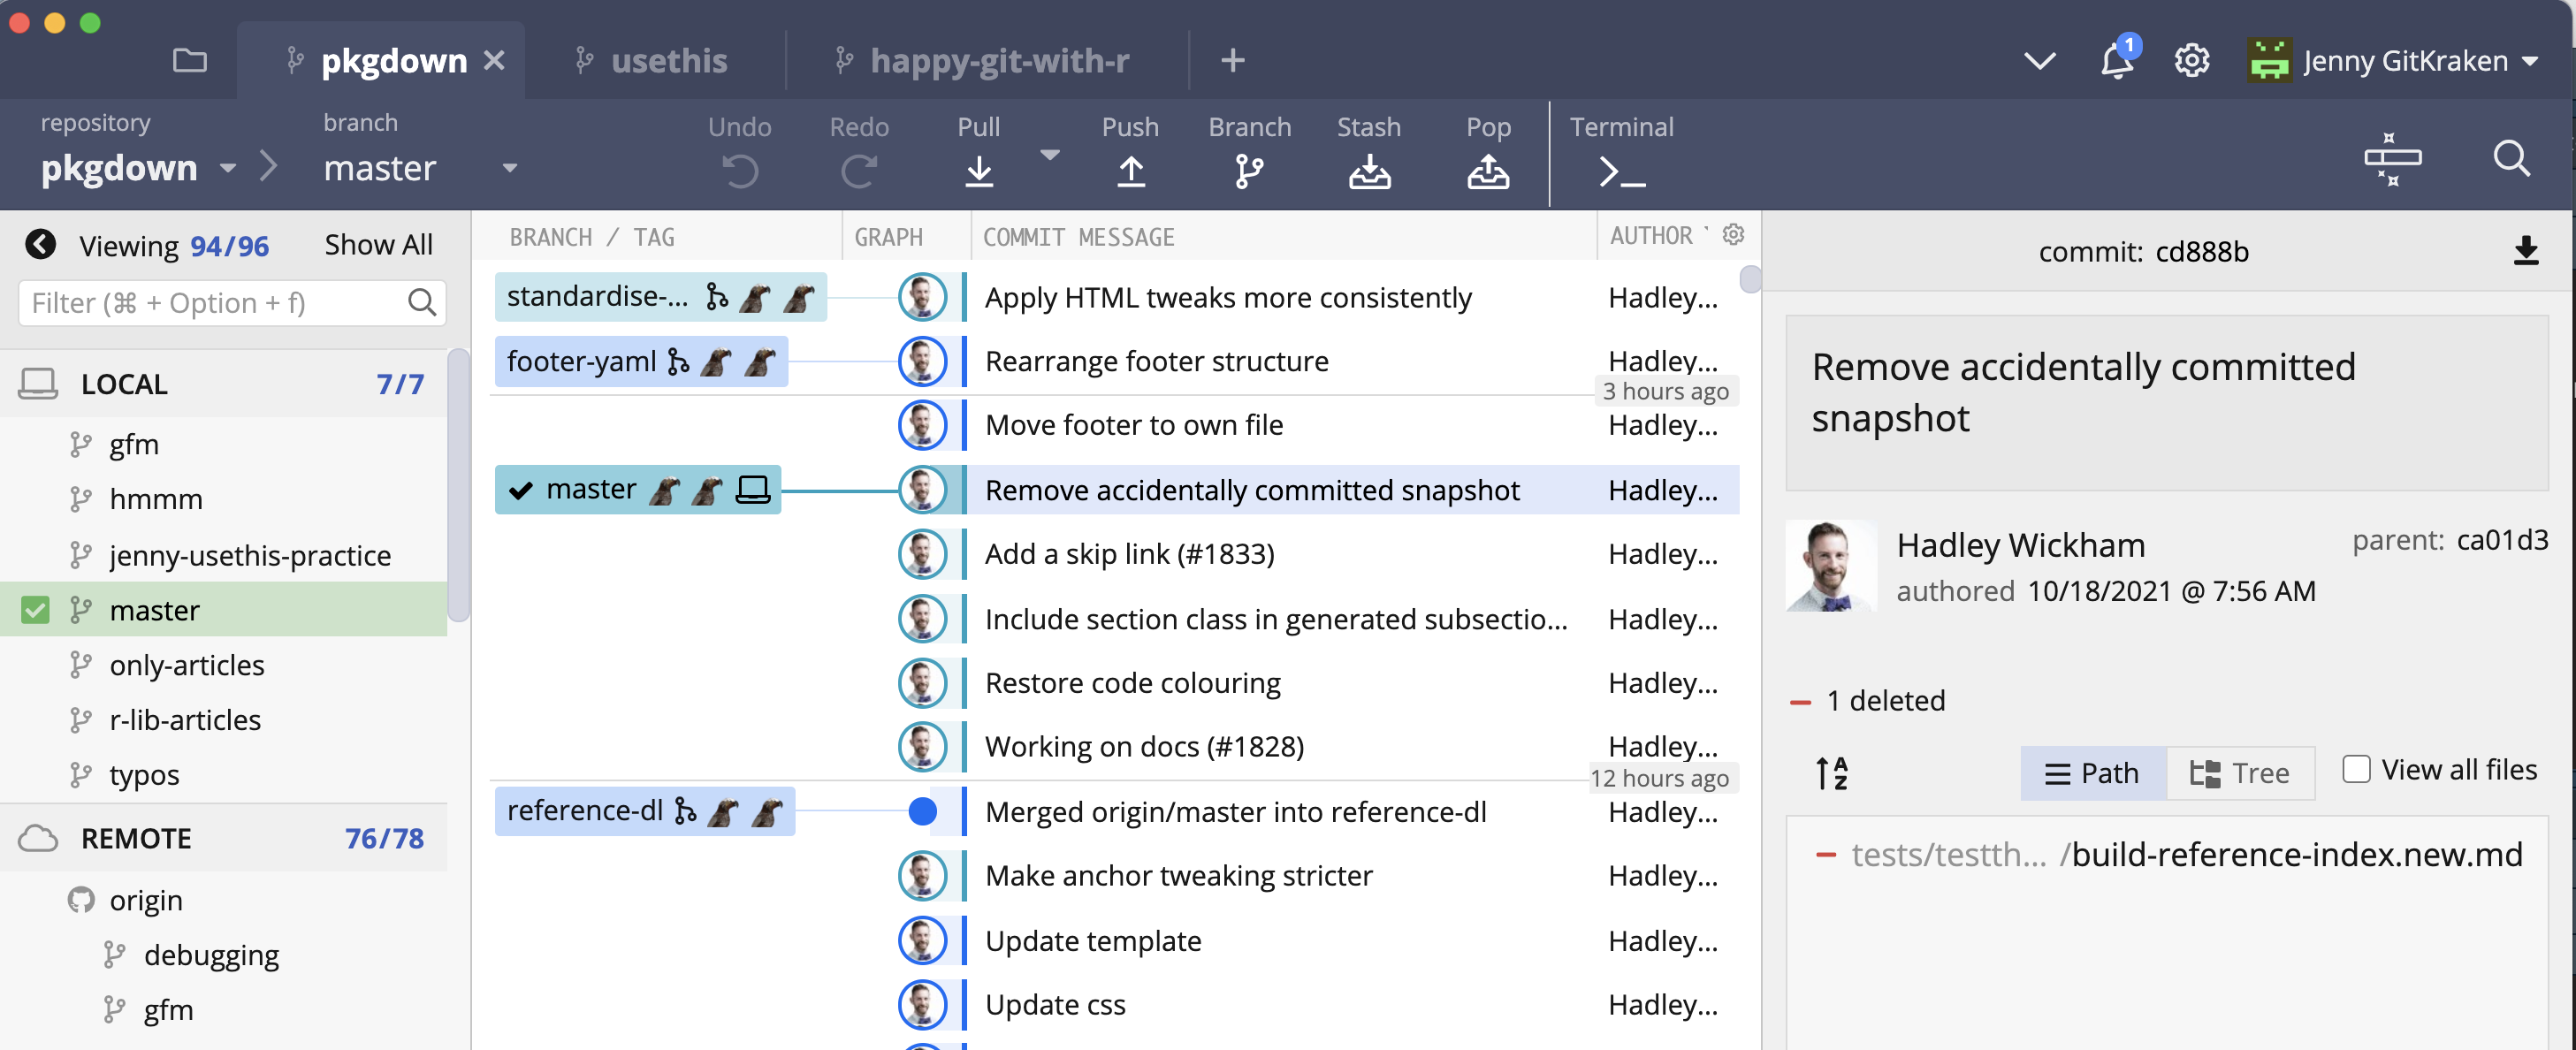 pkgdown
usethis
happy-git-with-r
1
Jenny GitKraken
repository
pkgdown
branch
master
Undo
Redo
Pull
Push
Branch
Stash
Pop
Terminal
Viewing 94/96 Show All
Filter (⌘ + Option + f)
LOCAL 7/7
gfm
hmmm
jenny-usethis-practice
master
only-articles
r-lib-articles
typos
REMOTE 76/78
origin
debugging
gfm
BRANCH / TAG GRAPH COMMIT MESSAGE AUTHOR
standardise-... Apply HTML tweaks more consistently Hadley...
footer-yaml Rearrange footer structure Hadley...
3 hours ago
Move footer to own file Hadley...
master Remove accidentally committed snapshot Hadley...
Add a skip link (#1833) Hadley...
Include section class in generated subsectio... Hadley...
Restore code colouring Hadley...
Working on docs (#1828) Hadley...
12 hours ago
reference-dl Merged origin/master into reference-dl Hadley...
Make anchor tweaking stricter Hadley...
Update template Hadley...
Update css Hadley...
commit: cd888b
Remove accidentally committed
snapshot
Hadley Wickham
parent: ca01d3
authored 10/18/2021 @ 7:56 AM
1 deleted
A
Z
Path
Tree
View all files
tests/testth... /build-reference-index.new.md